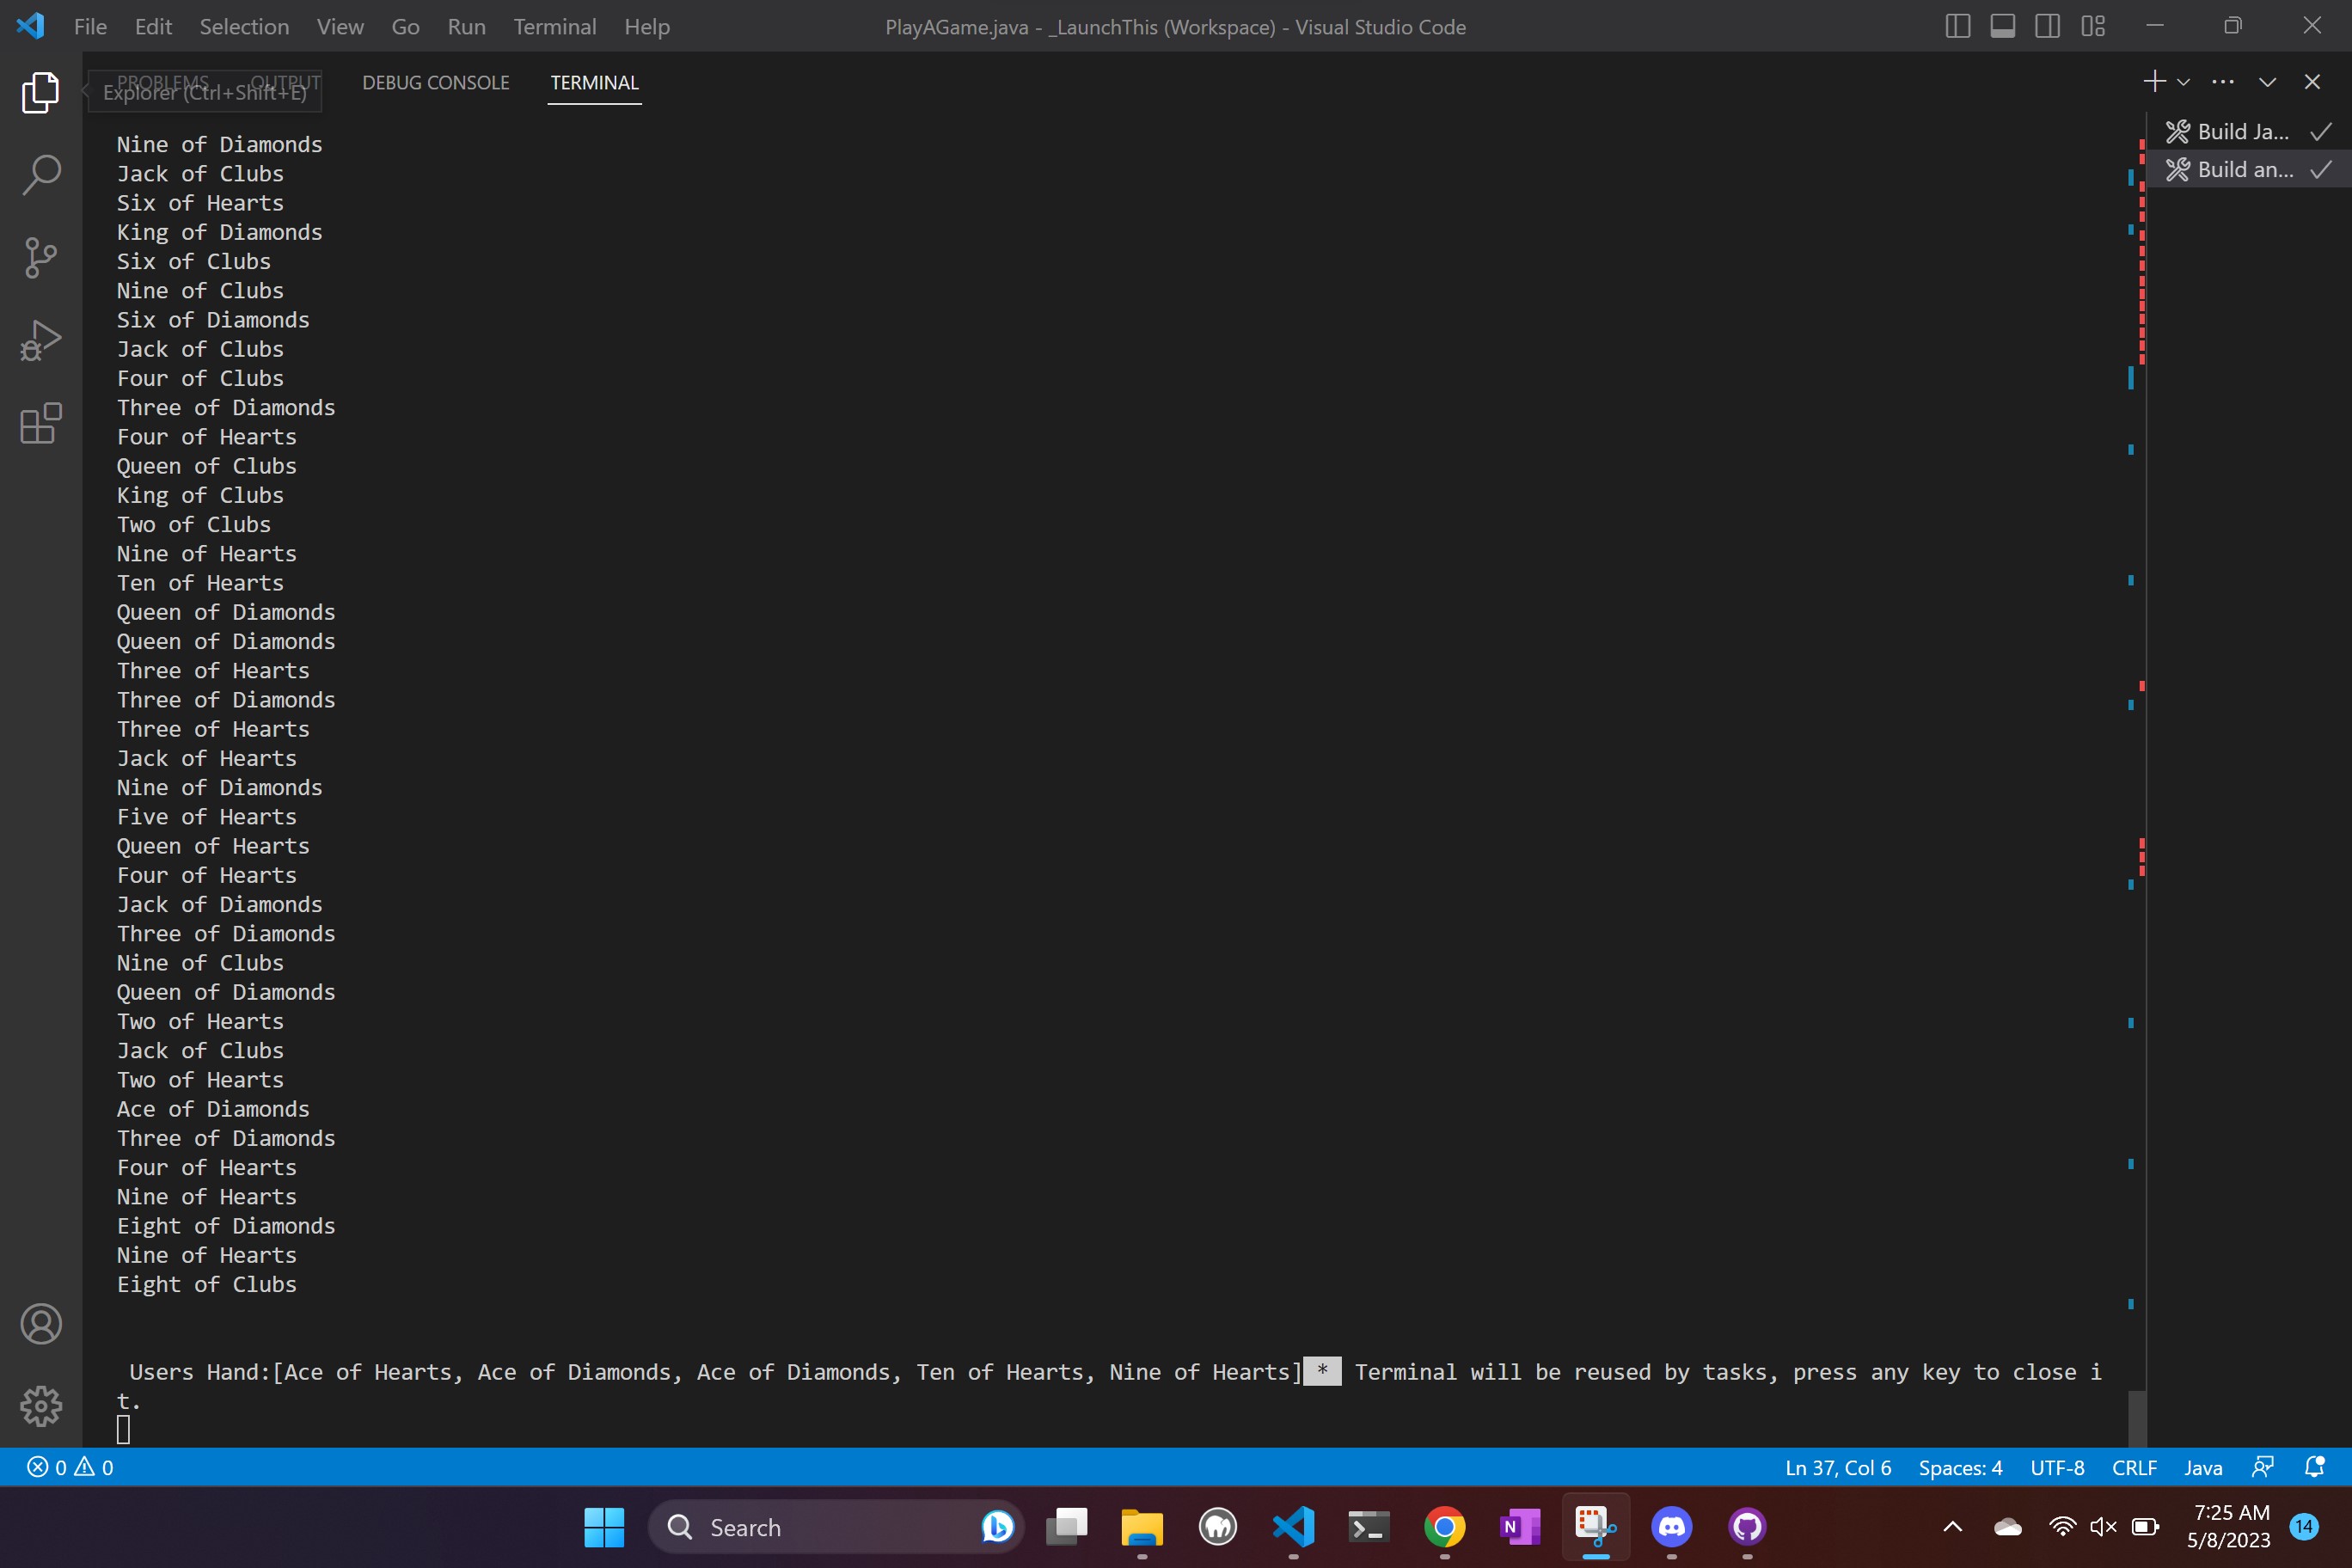 File Edit Selection View Go Run Terminal Help PlayAGame.java - _LaunchThis (Workspace) - Visual Studio Code
PROBLEMS OUTPUT DEBUG CONSOLE TERMINAL
Explorer (Ctrl+Shift+E)
Build Ja...
Build an...
Nine of Diamonds
Jack of Clubs
Six of Hearts
King of Diamonds
Six of Clubs
Nine of Clubs
Six of Diamonds
Jack of Clubs
Four of Clubs
Three of Diamonds
Four of Hearts
Queen of Clubs
King of Clubs
Two of Clubs
Nine of Hearts
Ten of Hearts
Queen of Diamonds
Queen of Diamonds
Three of Hearts
Three of Diamonds
Three of Hearts
Jack of Hearts
Nine of Diamonds
Five of Hearts
Queen of Hearts
Four of Hearts
Jack of Diamonds
Three of Diamonds
Nine of Clubs
Queen of Diamonds
Two of Hearts
Jack of Clubs
Two of Hearts
Ace of Diamonds
Three of Diamonds
Four of Hearts
Nine of Hearts
Eight of Diamonds
Nine of Hearts
Eight of Clubs
Users Hand:[Ace of Hearts, Ace of Diamonds, Ace of Diamonds, Ten of Hearts, Nine of Hearts] * Terminal will be reused by tasks, press any key to close i
t.
0 0 Ln 37, Col 6 Spaces: 4 UTF-8 CRLF Java
Search
N
7:25 AM
5/8/2023
14